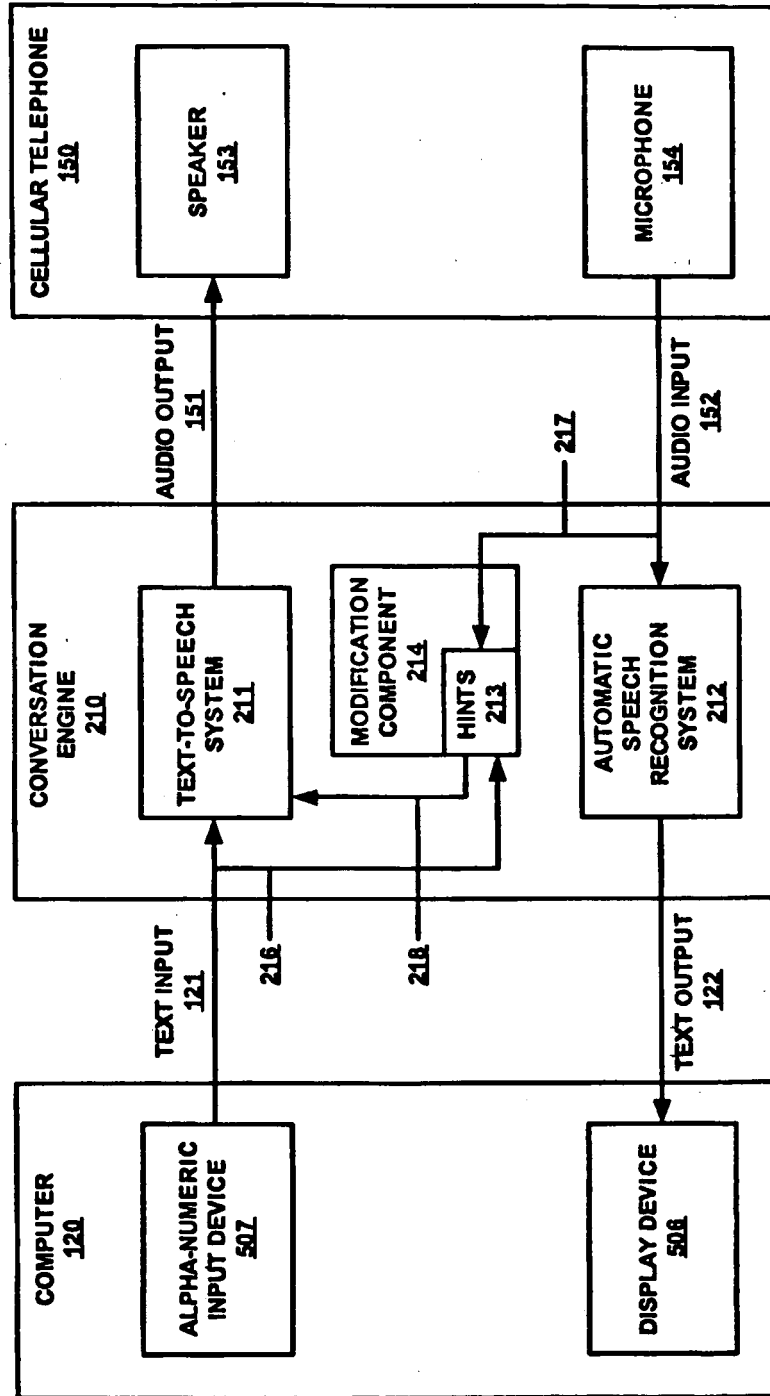 COMPUTER
120
ALPHA-NUMERIC
INPUT DEVICE
507
DISPLAY DEVICE
506
TEXT INPUT
121
TEXT OUTPUT
122
CONVERSATION
ENGINE
210
TEXT-TO-SPEECH
SYSTEM
211
216
218
MODIFICATION
COMPONENT
214
HINTS
213
217
AUTOMATIC
SPEECH
RECOGNITION
SYSTEM
212
AUDIO OUTPUT
151
AUDIO INPUT
152
CELLULAR TELEPHONE
150
SPEAKER
153
MICROPHONE
154